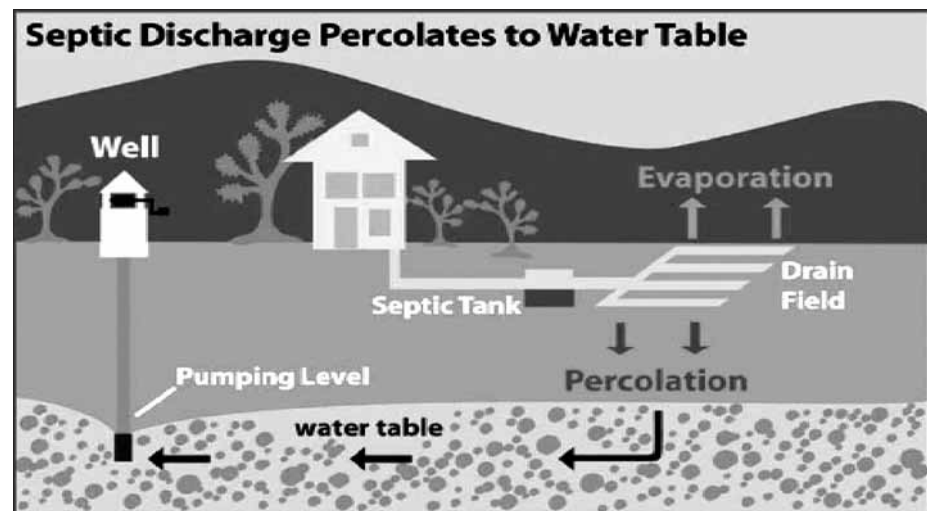 Septic Discharge Percolates to Water Table
Well
Evaporation
Drain
Field
Septic Tank
Pumping Level
Percolation
water table